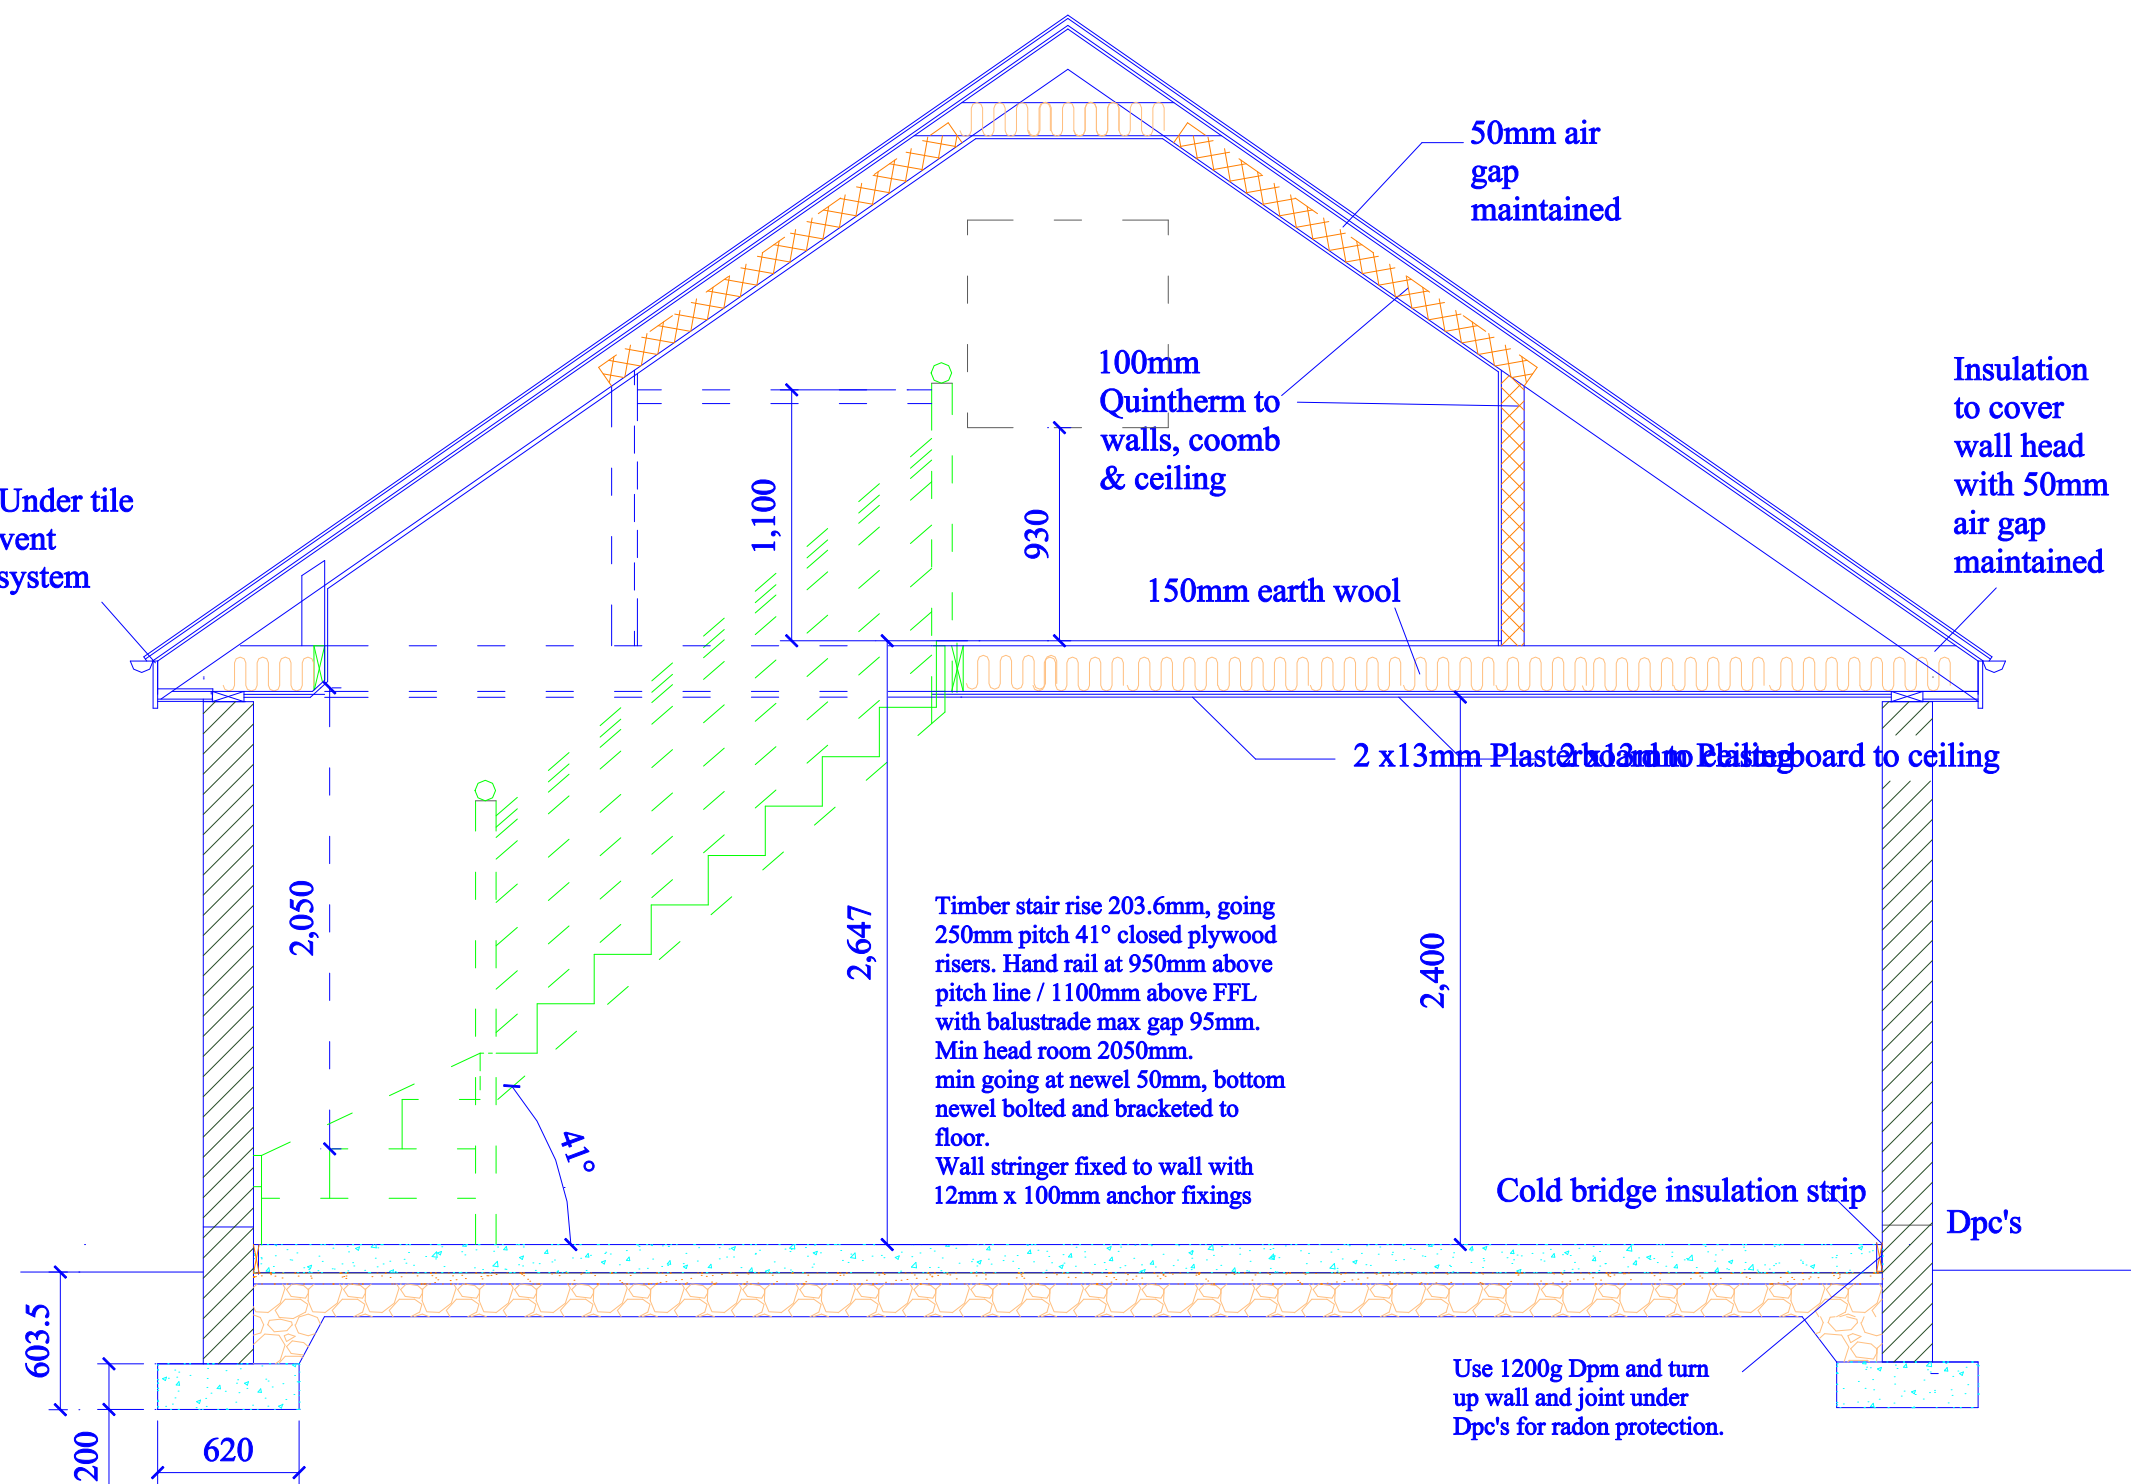 50mm air
gap
maintained
100mm
Quintherm to
walls, coomb
& ceiling
Insulation
to cover
wall head
with 50mm
air gap
maintained
Under tile
vent
system
1,100
930
150mm earth wool
2 x13mm Plasterboard to ceiling
2 x13mm Plasterboard to ceiling
2,050
2,647
2,400
Timber stair rise 203.6mm, going
250mm pitch 41° closed plywood
risers. Hand rail at 950mm above
pitch line / 1100mm above FFL
with balustrade max gap 95mm.
Min head room 2050mm.
min going at newel 50mm, bottom
newel bolted and bracketed to
floor.
Wall stringer fixed to wall with
12mm x 100mm anchor fixings
41°
Cold bridge insulation strip
Dpc's
603.5
200
620
Use 1200g Dpm and turn
up wall and joint under
Dpc's for radon protection.